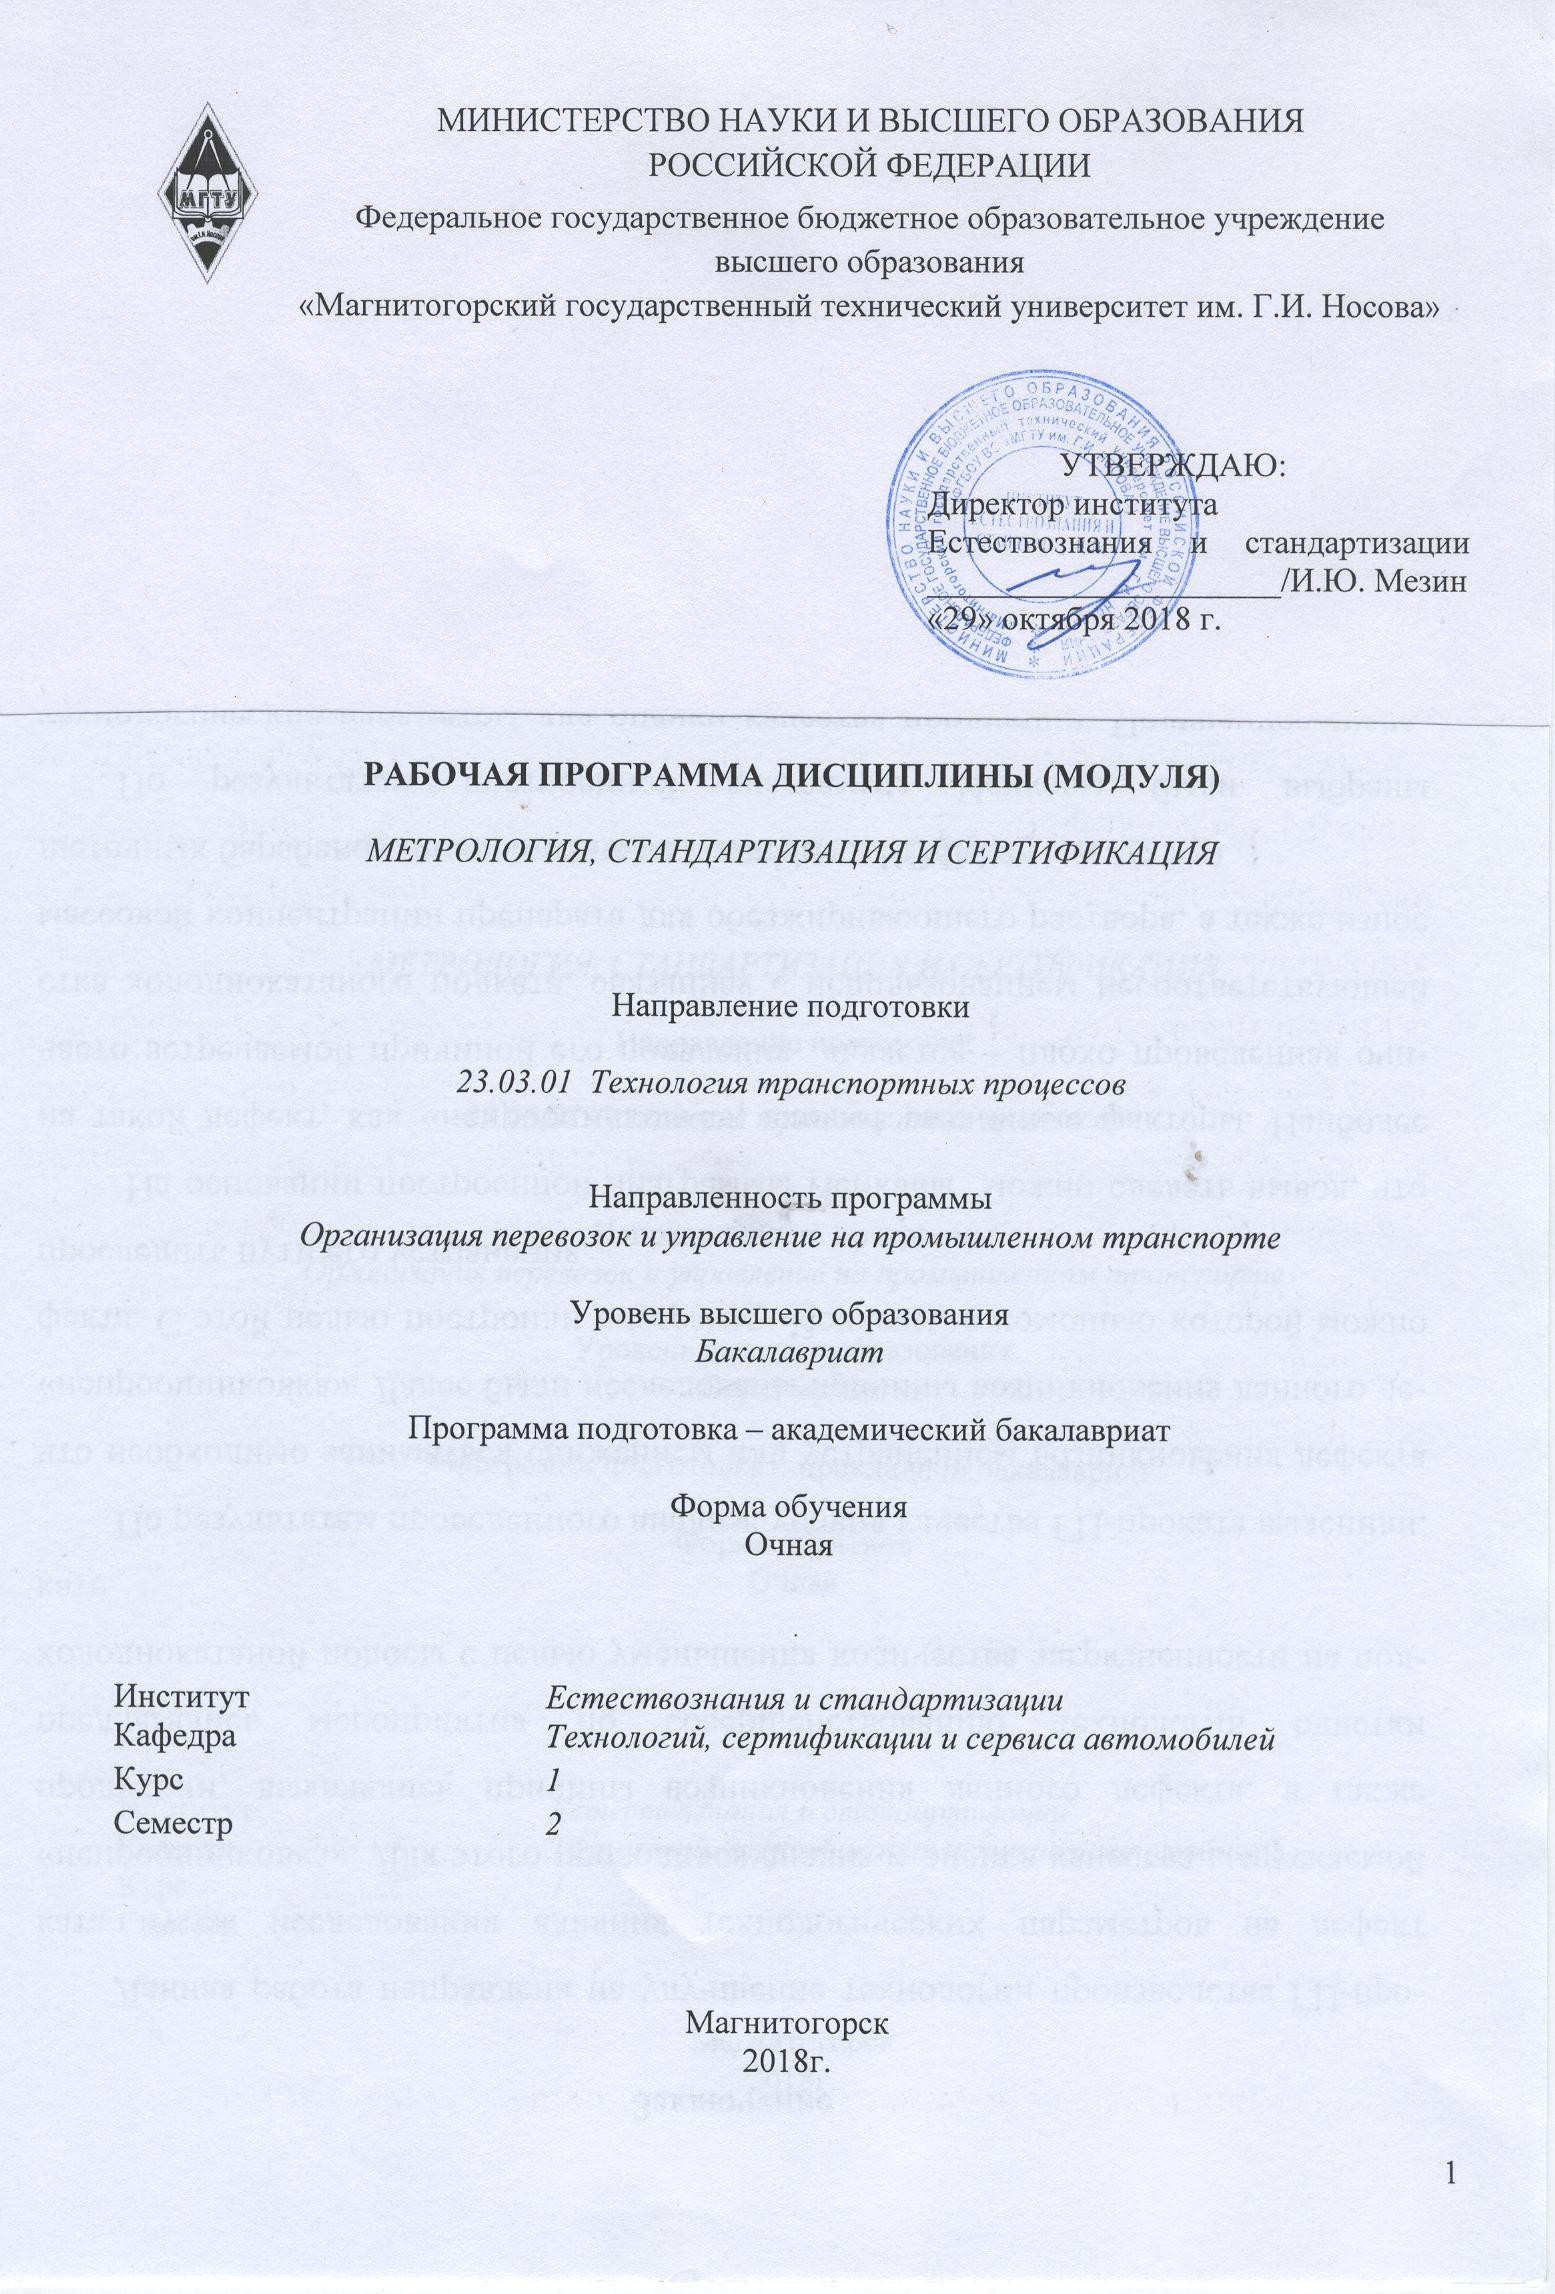 МГТУ
МИНИСТЕРСТВО НАУКИ И ВЫСШЕГО ОБРАЗОВАНИЯ
РОССИЙСКОЙ ФЕДЕРАЦИИ
Федеральное государственное бюджетное образовательное учреждение
высшего образования
«Магнитогорский государственный технический университет им. Г.И. Носова»
УТВЕРЖДАЮ:
Директор института
Естествознания и стандартизации
/И.Ю. Мезин
«29» октября 2018 г.
РАБОЧАЯ ПРОГРАММА ДИСЦИПЛИНЫ (МОДУЛЯ)
МЕТРОЛОГИЯ, СТАНДАРТИЗАЦИЯ И СЕРТИФИКАЦИЯ
Направление подготовки
23.03.01 Технология транспортных процессов
Направленность программы
Организация перевозок и управление на промышленном транспорте
Уровень высшего образования
Бакалавриат
Программа подготовка – академический бакалавриат
Форма обучения
Очная
Институт Естествознания и стандартизации
Кафедра Технологий, сертификации и сервиса автомобилей
Курс 1
Семестр 2
Магнитогорск
2018г.
1